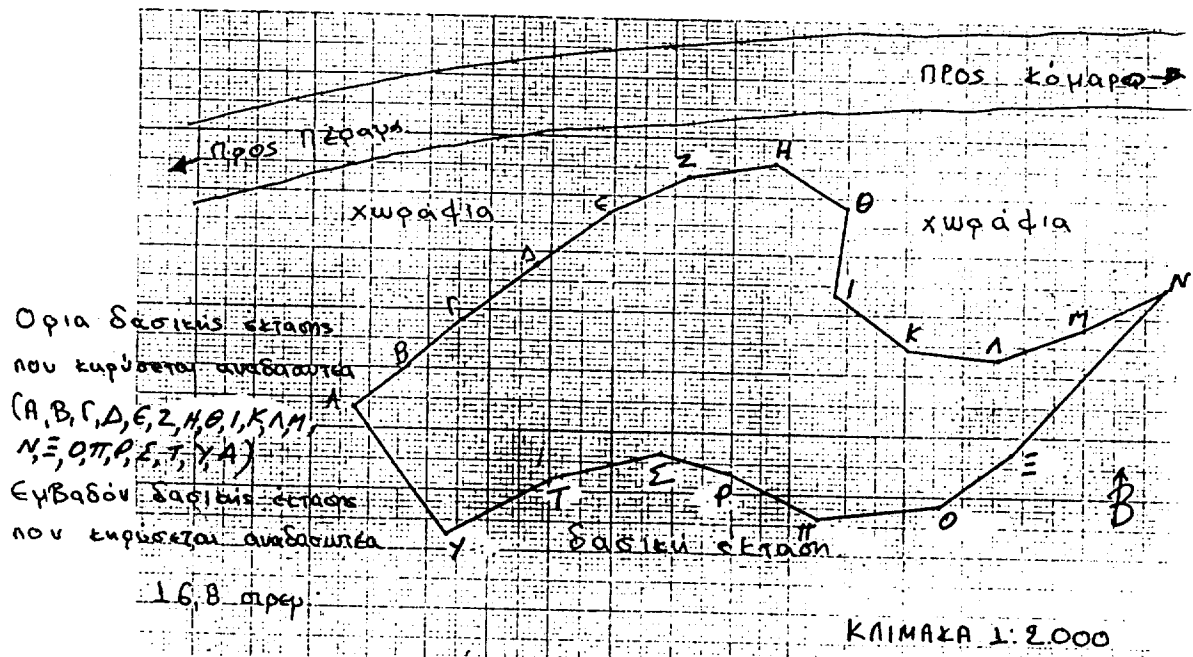 ΠΡΟΣ κόμαρο
Προς πέραμα
χωράφια
χωράφια
Α
Β
Γ
Δ
Ε
Ζ
Η
Θ
Ι
Κ
Λ
Μ
Ν
Ξ
Ο
Π
Ρ
Σ
Τ
Υ
Όρια δασικής έκτασης
που κηρύσσεται αναδασωτέα
(Α,Β,Γ,Δ,Ε,Ζ,Η,Θ,Ι,Κ,Λ,Μ,
Ν,Ξ,Ο,Π,Ρ,Σ,Τ,Υ,Α)
Εμβαδόν δασικής έκτασης
που κηρύσσεται αναδασωτέα
16,8 στρεμ.
δασική έκταση
Β
ΚΛΙΜΑΚΑ 1:2.000